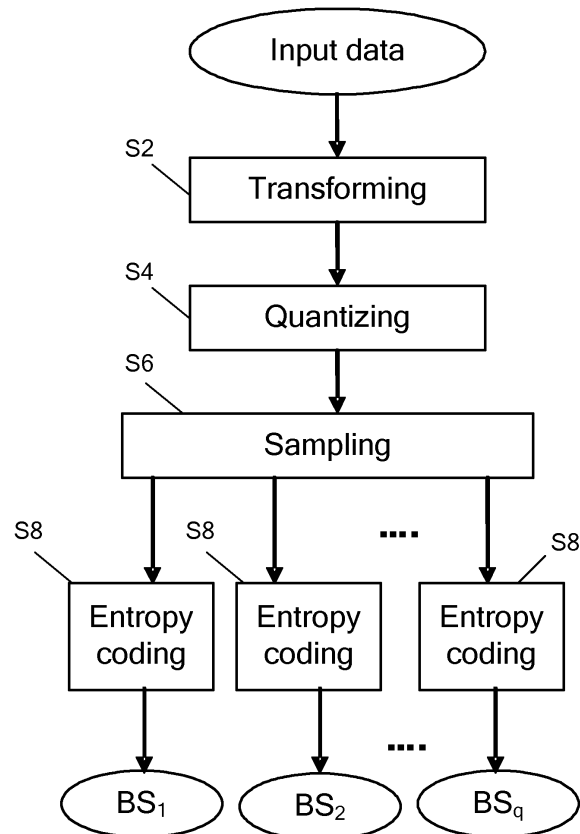 Input data
S2
Transforming
S4
Quantizing
S6
Sampling
....
S8
S8
S8
Entropy
coding
Entropy
coding
Entropy
coding
....
BS₁
BS₂
BSq